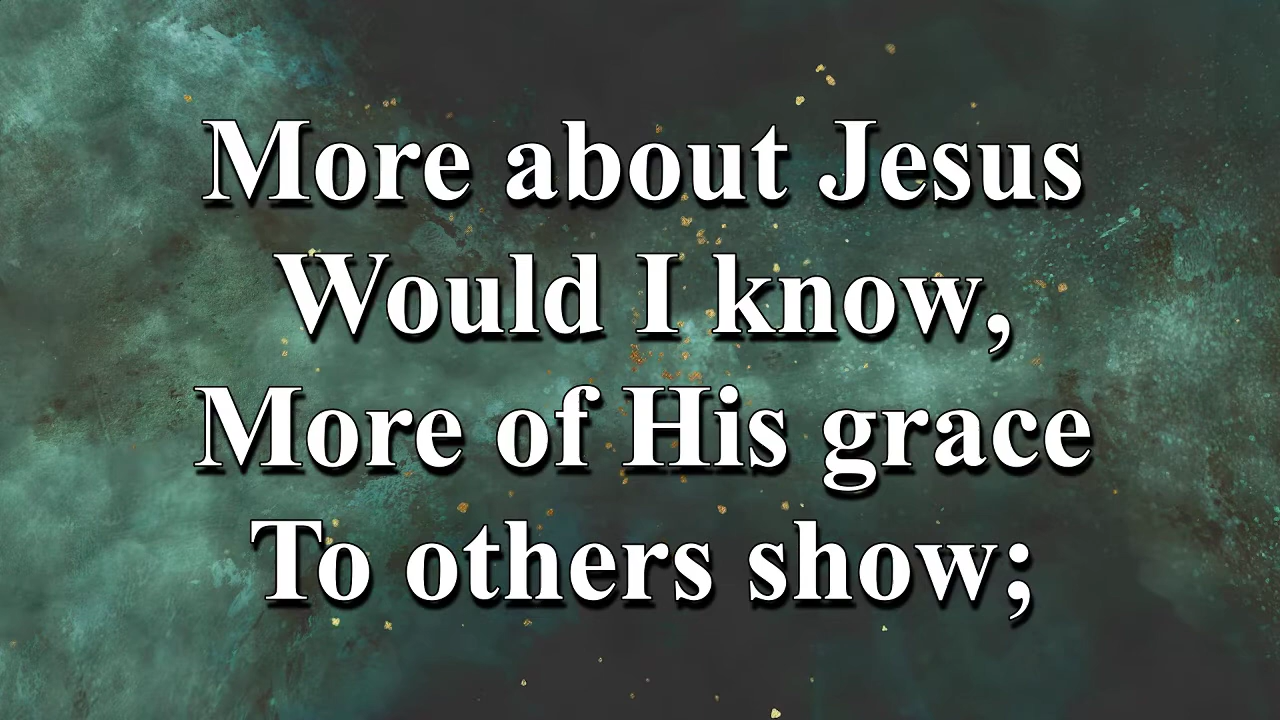 More about Jesus
Would I know,
More of His grace
To others show;